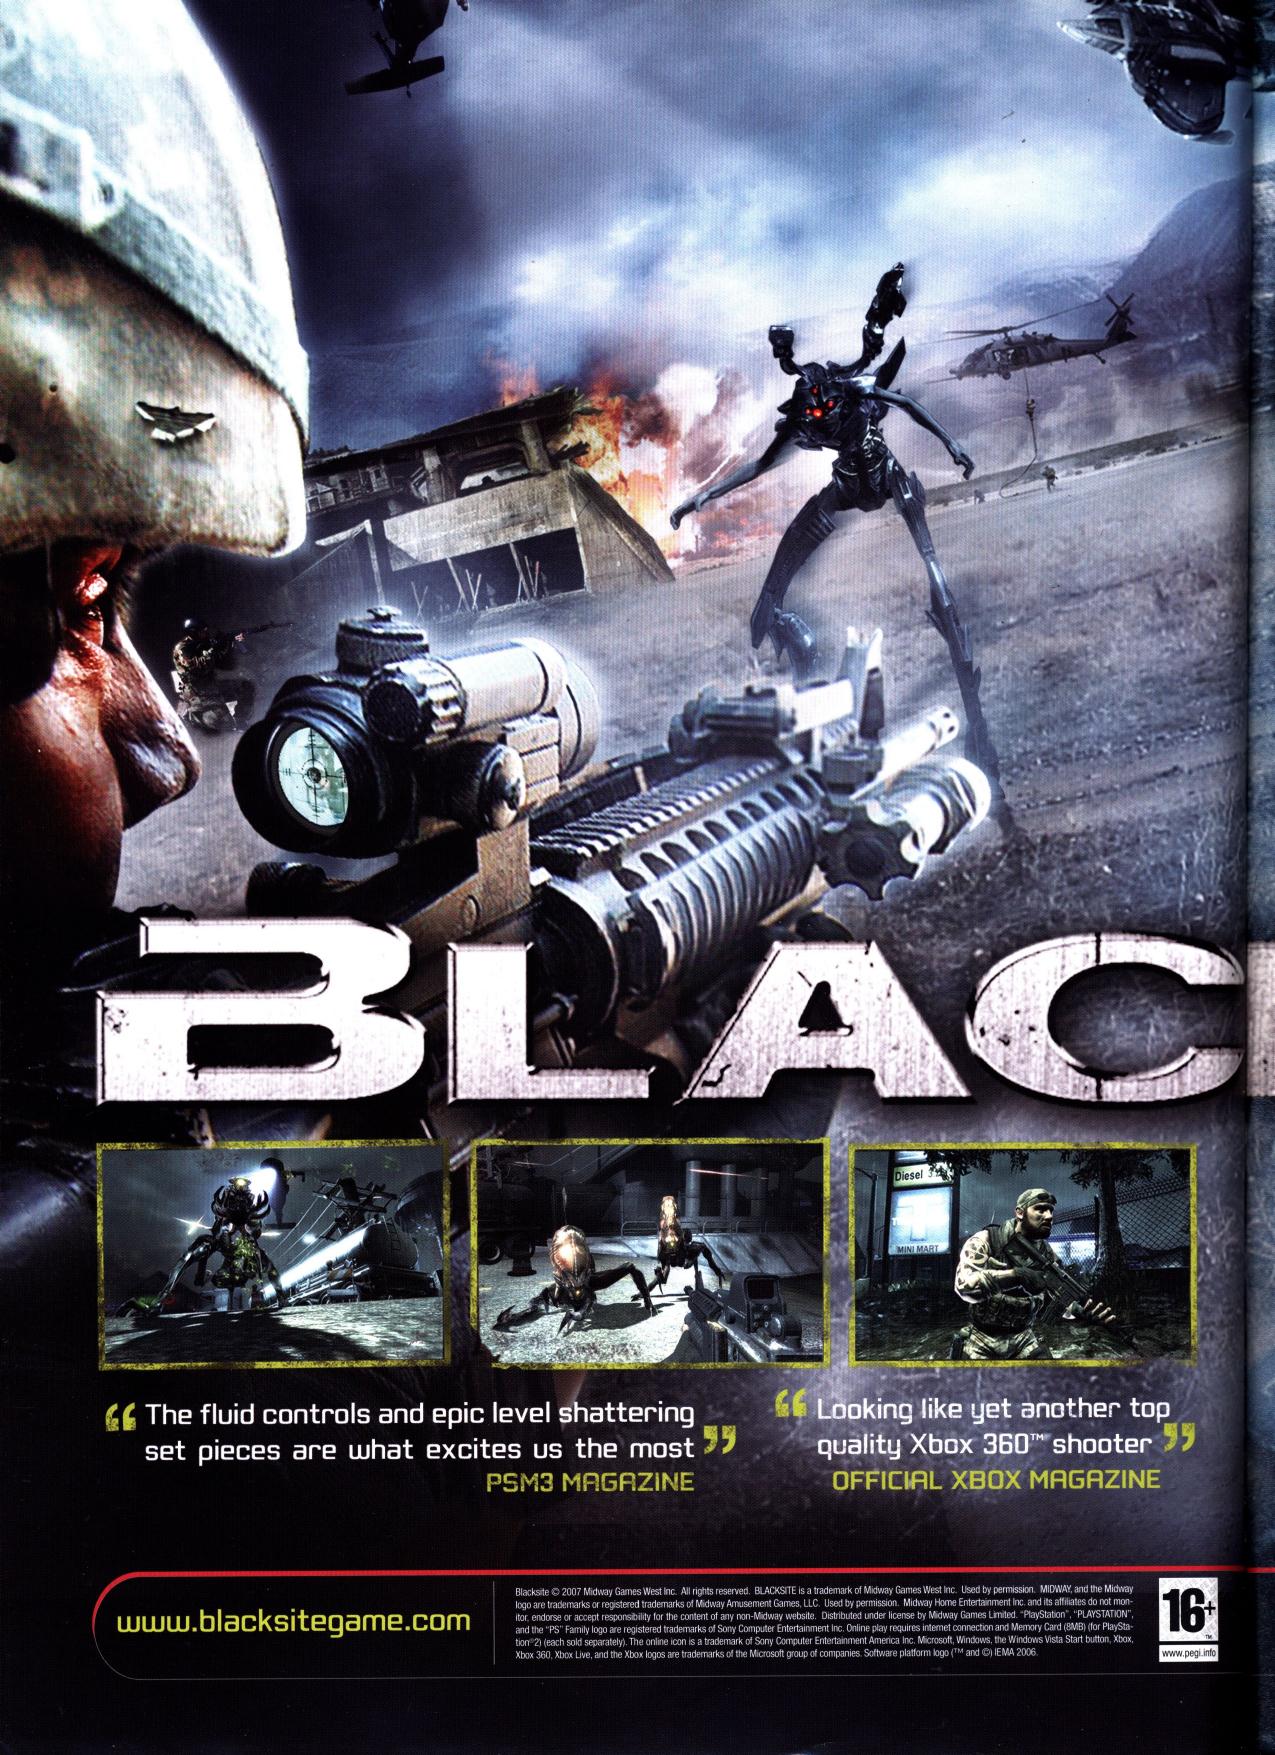 BLAC
Diesel
MINI MART
“The fluid controls and epic level shattering
set pieces are what excites us the most”
PSM3 MAGAZINE
“Looking like yet another top
quality Xbox 360™ shooter”
OFFICIAL XBOX MAGAZINE
www.blacksitegame.com
Blacksite © 2007 Midway Games West Inc. All rights reserved. BLACKSITE is a trademark of Midway Games West Inc. Used by permission. MIDWAY, and the Midway
logo are trademarks or registered trademarks of Midway Amusement Games, LLC. Used by permission. Midway Home Entertainment Inc. and its affiliates do not mon-
itor, endorse or accept responsibility for the content of any non-Midway website. Distributed under license by Midway Games Limited. "PlayStation", "PLAYSTATION",
and the "PS" Family logo are registered trademarks of Sony Computer Entertainment Inc. Online play requires internet connection and Memory Card (8MB) (for PlaySta-
tion®2) (each sold separately). The online icon is a trademark of Sony Computer Entertainment America Inc. Microsoft, Windows, the Windows Vista Start button, Xbox,
Xbox 360, Xbox Live, and the Xbox logos are trademarks of the Microsoft group of companies. Software platform logo (™ and ©) IEMA 2006.
16+
™
www.pegi.info